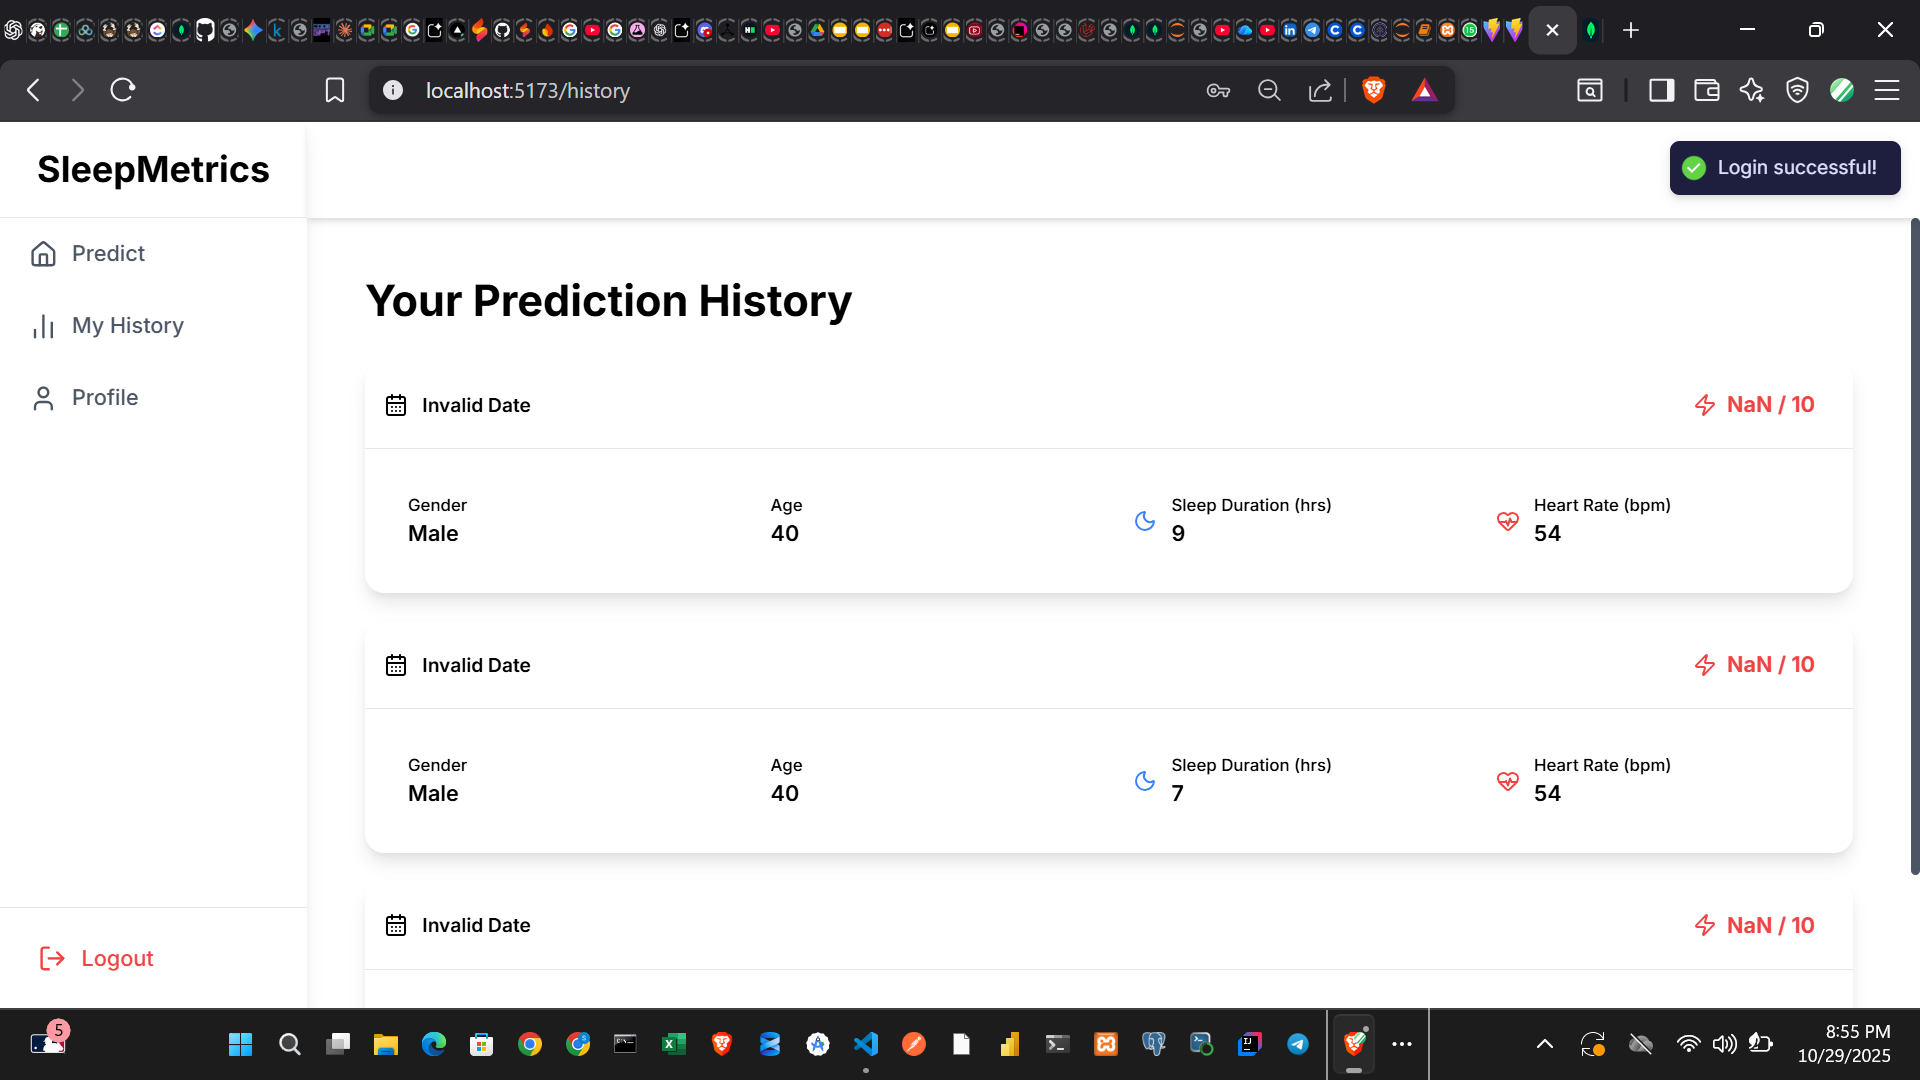 localhost:5173/history
SleepMetrics
Login successful!
Predict
My History
Profile
Logout
Your Prediction History
Invalid Date
NaN / 10
Gender
Male
Age
40
Sleep Duration (hrs)
9
Heart Rate (bpm)
54
Invalid Date
NaN / 10
Gender
Male
Age
40
Sleep Duration (hrs)
7
Heart Rate (bpm)
54
Invalid Date
NaN / 10
5
8:55 PM
10/29/2025